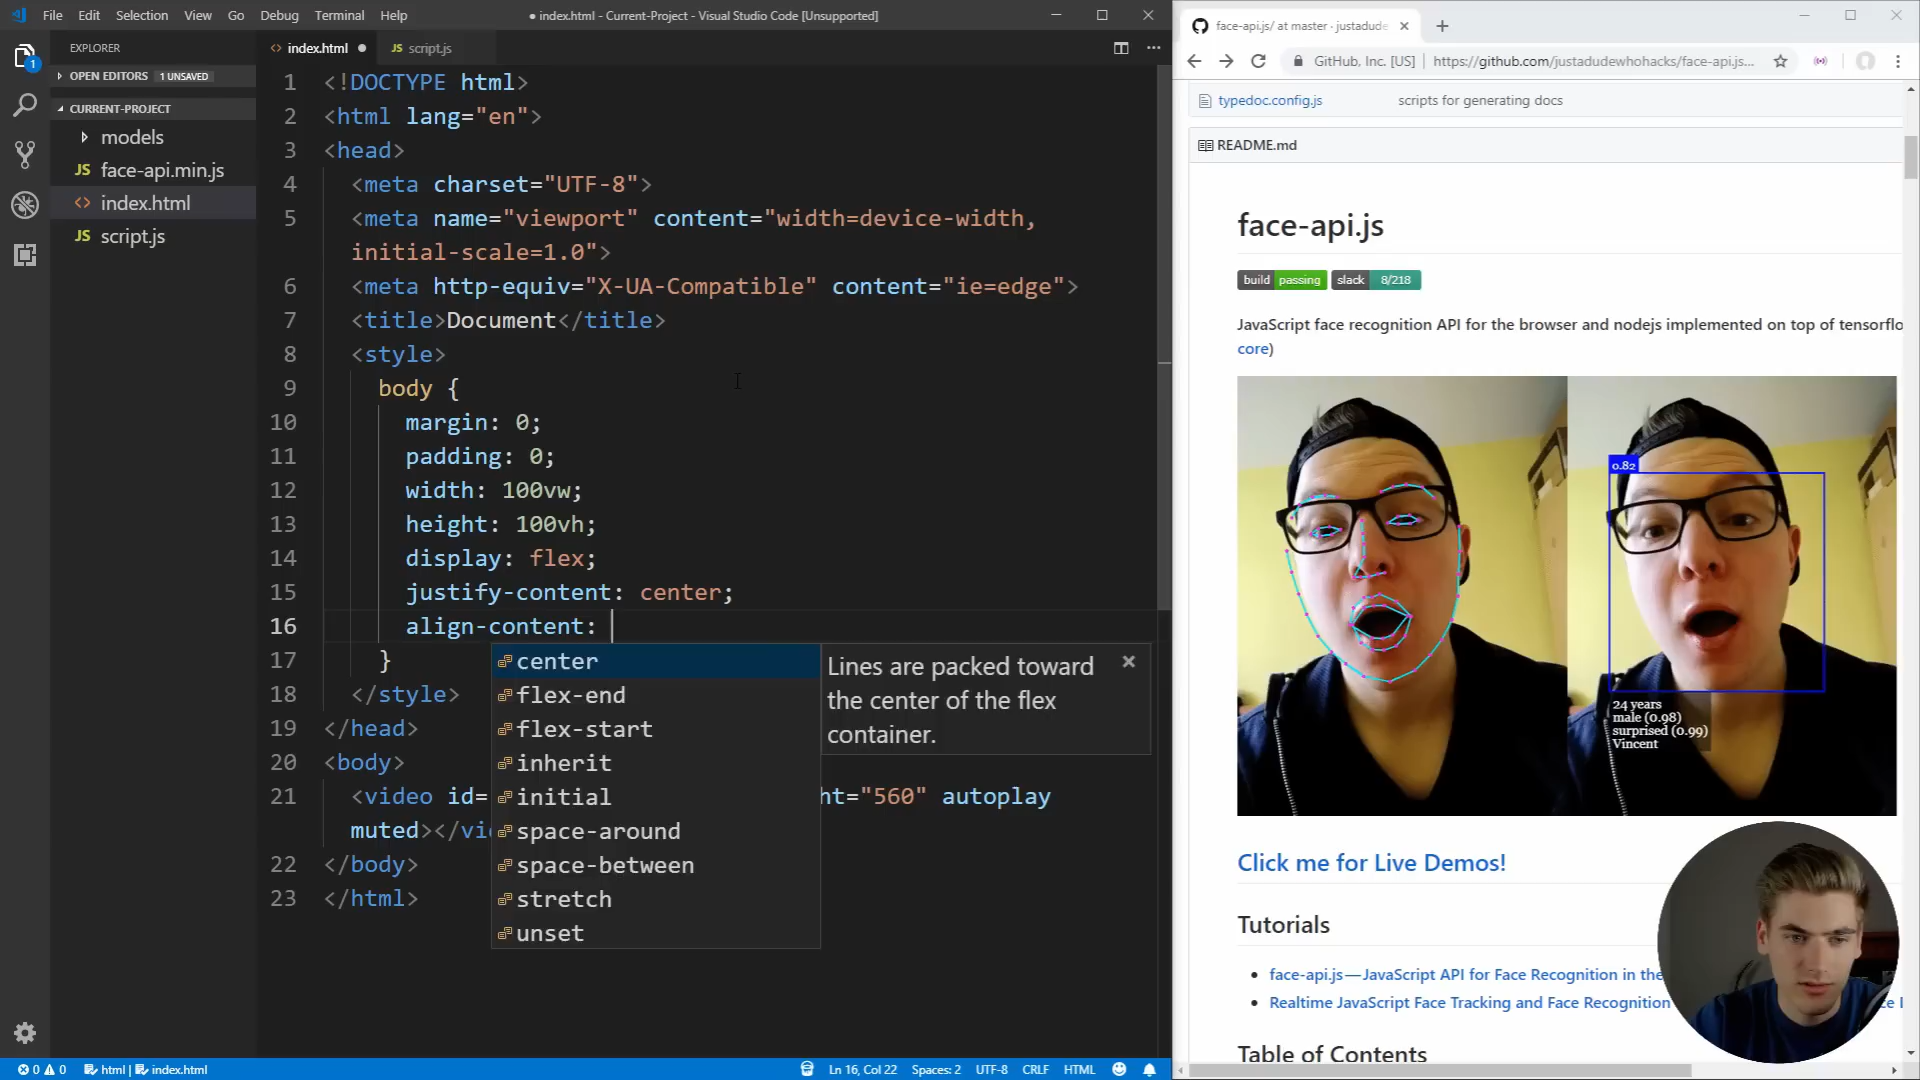 File Edit Selection View Go Debug Terminal Help
● index.html - Current-Project - Visual Studio Code [Unsupported]
EXPLORER
OPEN EDITORS 1 UNSAVED
CURRENT-PROJECT
models
JS face-api.min.js
<> index.html
JS script.js
1
<> index.html ●
JS script.js
1 <!DOCTYPE html>
2 <html lang="en">
3 <head>
4 <meta charset="UTF-8">
5 <meta name="viewport" content="width=device-width,
initial-scale=1.0">
6 <meta http-equiv="X-UA-Compatible" content="ie=edge">
7 <title>Document</title>
8 <style>
9 body {
10 margin: 0;
11 padding: 0;
12 width: 100vw;
13 height: 100vh;
14 display: flex;
15 justify-content: center;
16 align-content:
17 }
18 </style>
19 </head>
20 <body>
21 <video id= ht="560" autoplay
muted></vi
22 </body>
23 </html>
center
flex-end
flex-start
inherit
initial
space-around
space-between
stretch
unset
Lines are packed toward
the center of the flex
container.
0 0 html | index.html
Ln 16, Col 22 Spaces: 2 UTF-8 CRLF HTML
face-api.js/ at master · justadude
GitHub, Inc. [US] | https://github.com/justadudewhohacks/face-api.js...
typedoc.config.js scripts for generating docs
README.md
face-api.js
build passing slack 8/218
JavaScript face recognition API for the browser and nodejs implemented on top of tensorflo
core)
0.82
24 years
male (0.98)
surprised (0.99)
Vincent
Click me for Live Demos!
Tutorials
face-api.js—JavaScript API for Face Recognition in the
Realtime JavaScript Face Tracking and Face Recognition
Table of Contents